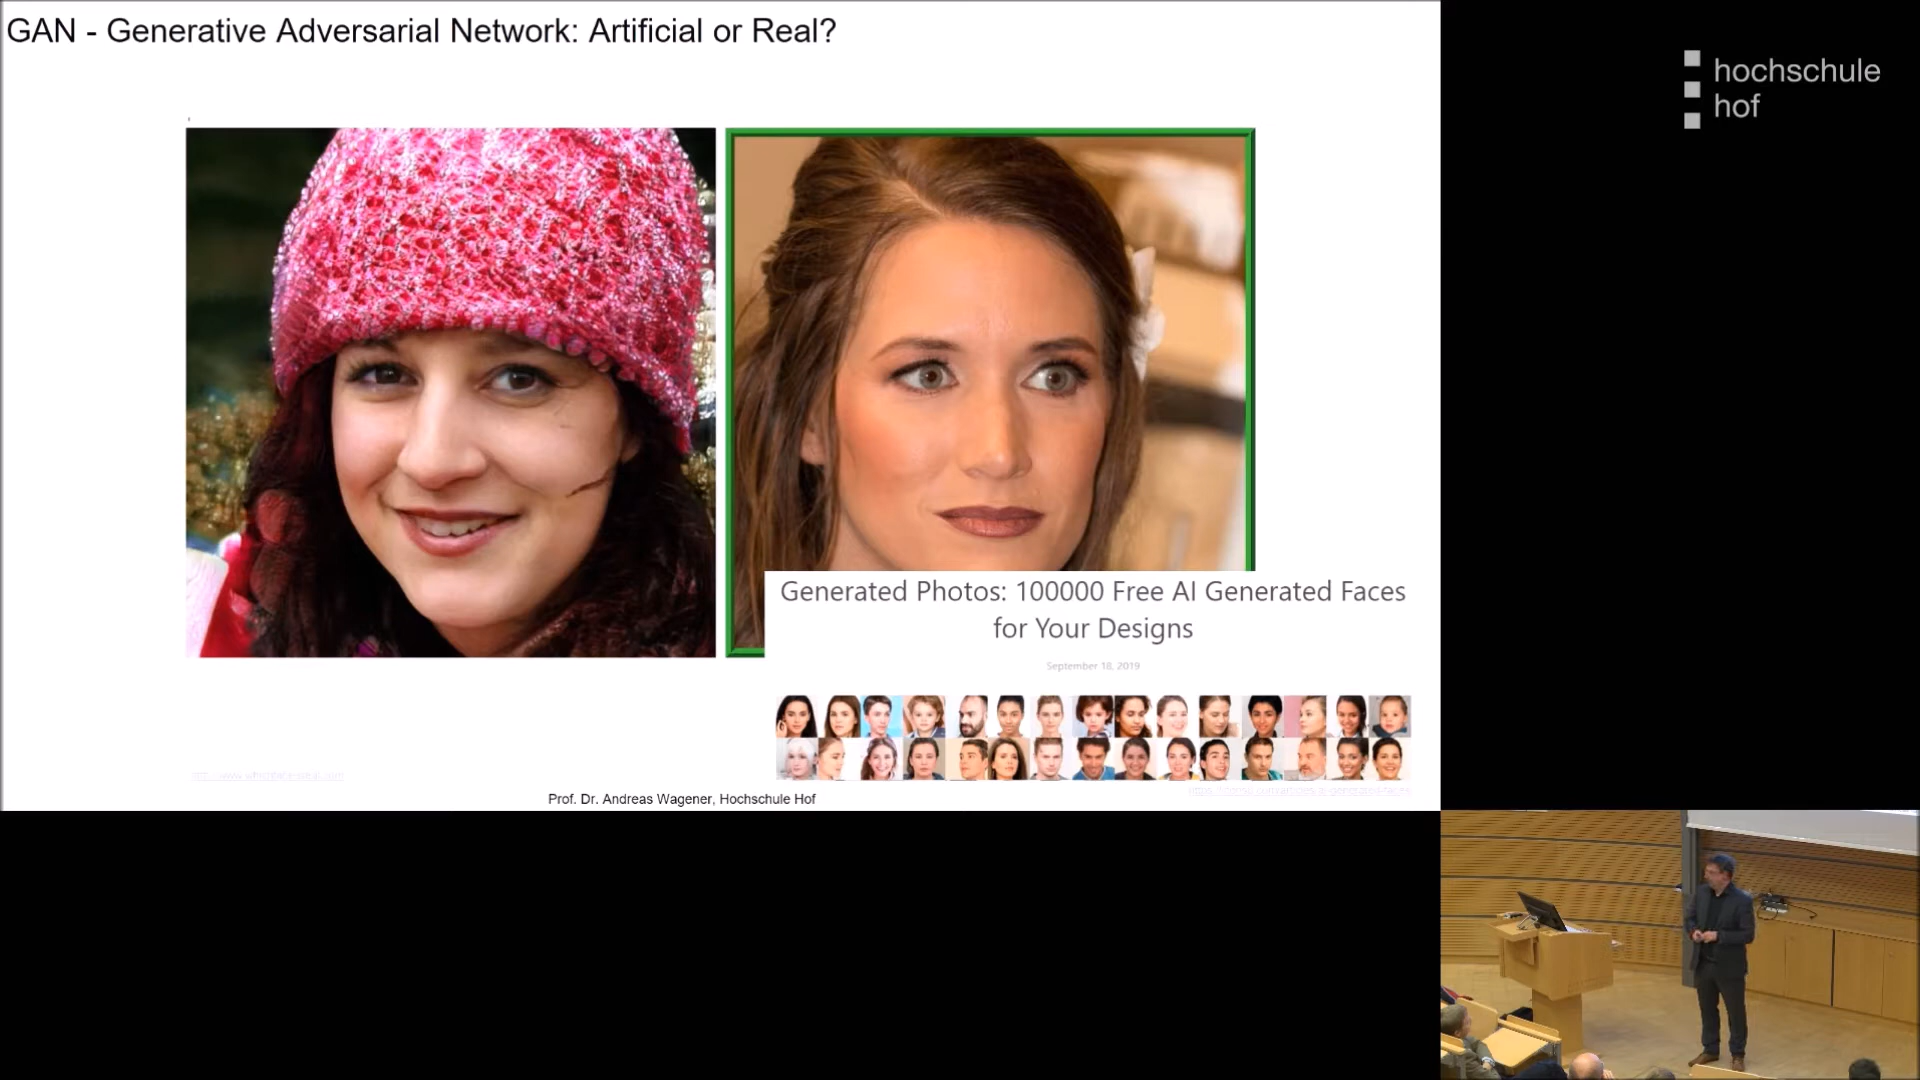 GAN - Generative Adversarial Network: Artificial or Real?
hochschule
hof
Generated Photos: 100000 Free AI Generated Faces
for Your Designs
September 18, 2019
Prof. Dr. Andreas Wagener, Hochschule Hof